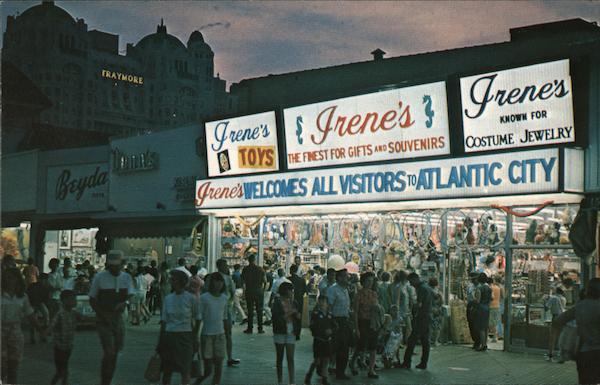 TRAYMORE
Irene's
TOYS
Irene's
THE FINEST FOR GIFTS AND SOUVENIRS
Irene's
KNOWN FOR
COSTUME JEWELRY
Irene's WELCOMES ALL VISITORS TO ATLANTIC CITY
Beyda